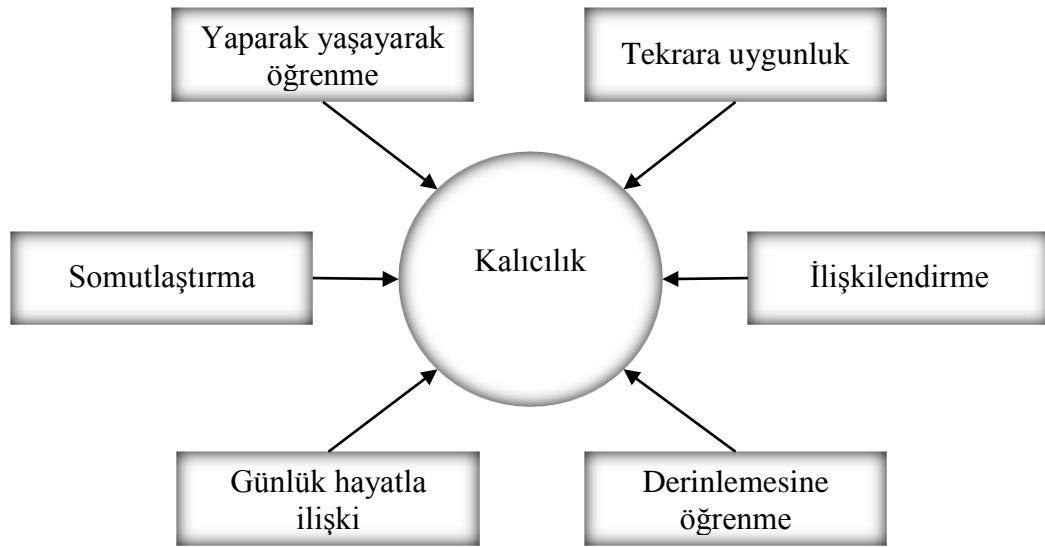 Yaparak yaşayarak
öğrenme
Tekrara uygunluk
Somutlaştırma
Kalıcılık
İlişkilendirme
Günlük hayatla
ilişki
Derinlemesine
öğrenme